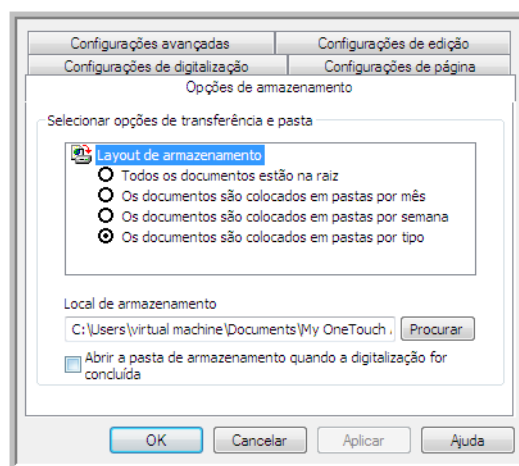 Configurações avançadas
Configurações de edição
Configurações de digitalização
Configurações de página
Opções de armazenamento
Selecionar opções de transferência e pasta
Layout de armazenamento
Todos os documentos estão na raiz
Os documentos são colocados em pastas por mês
Os documentos são colocados em pastas por semana
Os documentos são colocados em pastas por tipo
Local de armazenamento
C:\Users\virtual machine\Documents\My OneTouch
Procurar
Abrir a pasta de armazenamento quando a digitalização for
concluída
OK
Cancelar
Aplicar
Ajuda